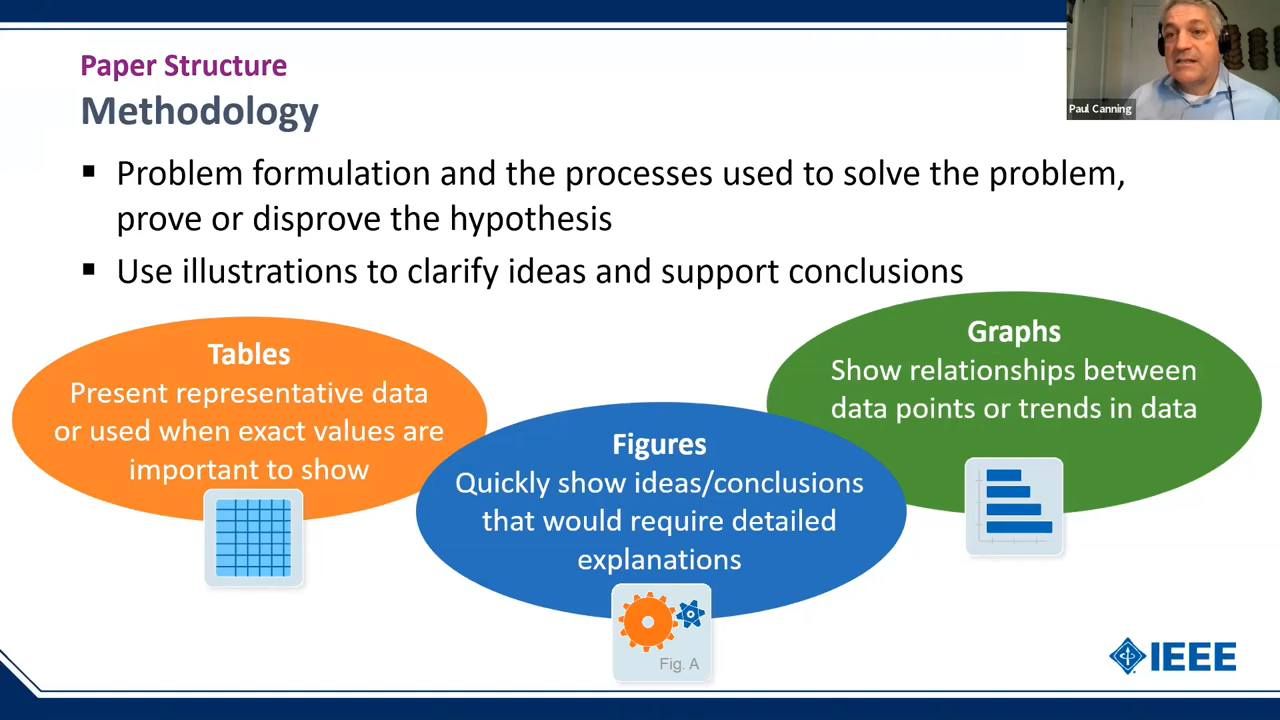 Paper Structure
Methodology
Paul Canning
▪ Problem formulation and the processes used to solve the problem,
prove or disprove the hypothesis
▪ Use illustrations to clarify ideas and support conclusions
Tables
Present representative data
or used when exact values are
important to show
Figures
Quickly show ideas/conclusions
that would require detailed
explanations
Fig. A
Graphs
Show relationships between
data points or trends in data
IEEE